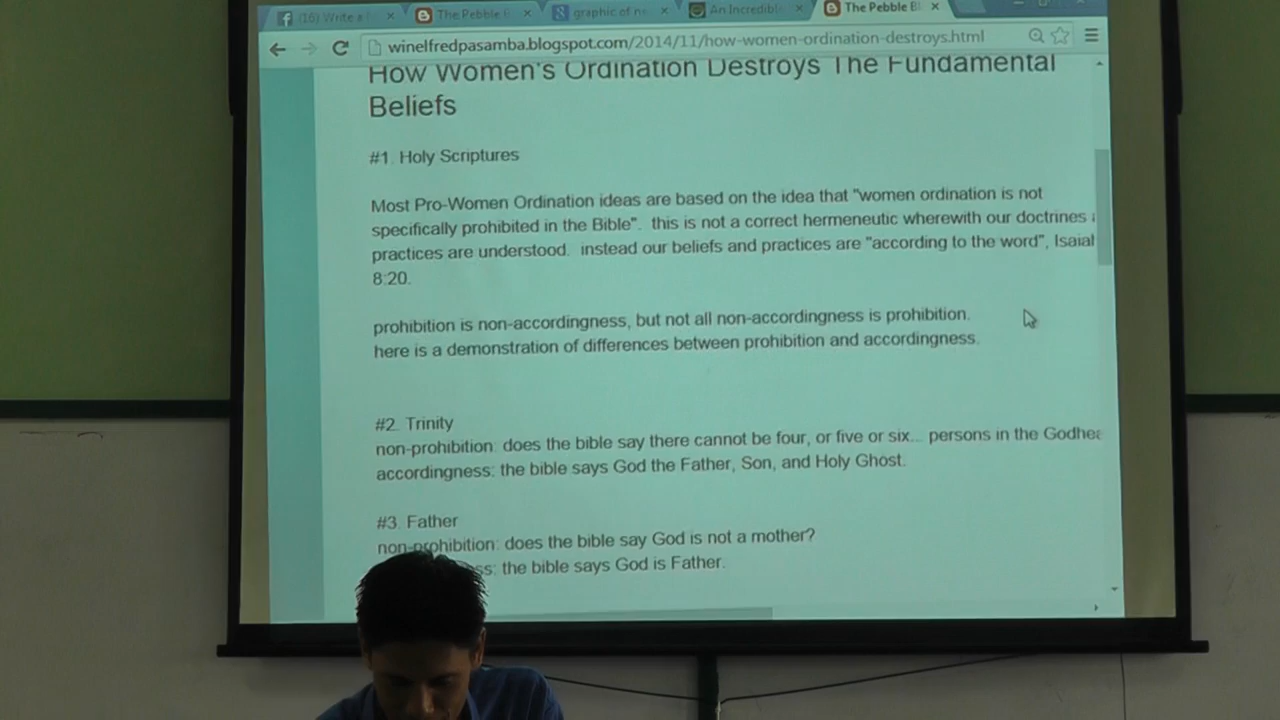 (16) Write a
The Pebble B
graphic of n
An Incredibl
The Pebble Bl
winelfredpasamba.blogspot.com/2014/11/how-women-ordination-destroys.html
How Women's Ordination Destroys The Fundamental
Beliefs
#1. Holy Scriptures
Most Pro-Women Ordination ideas are based on the idea that "women ordination is not
specifically prohibited in the Bible". this is not a correct hermeneutic wherewith our doctrines
practices are understood. instead our beliefs and practices are "according to the word", Isaiah
8:20.
prohibition is non-accordingness, but not all non-accordingness is prohibition.
here is a demonstration of differences between prohibition and accordingness.
#2. Trinity
non-prohibition: does the bible say there cannot be four, or five or six... persons in the Godhea
accordingness: the bible says God the Father, Son, and Holy Ghost.
#3. Father
non-prohibition: does the bible say God is not a mother?
ss: the bible says God is Father.